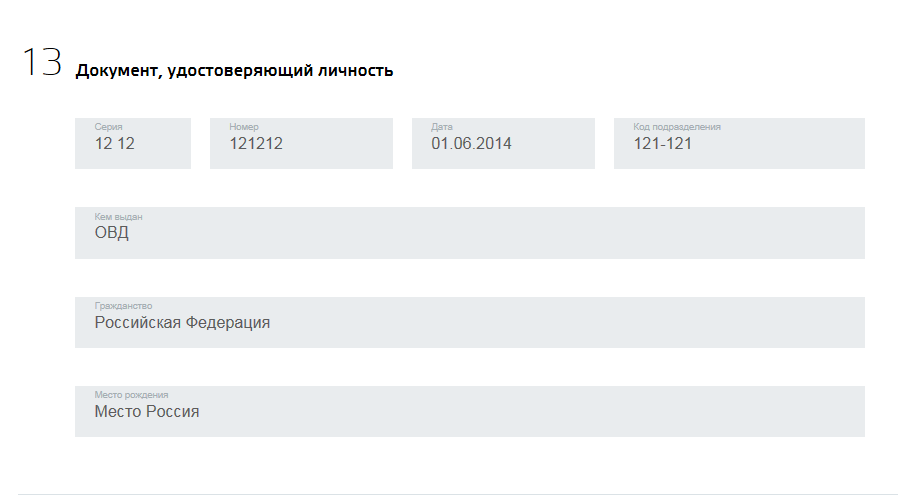 13 Документ, удостоверяющий личность
Серия Номер Дата Код подразделения
12 12 121212 01.06.2014 121-121
Кем выдан
ОВД
Гражданство
Российская Федерация
Место рождения
Место Россия